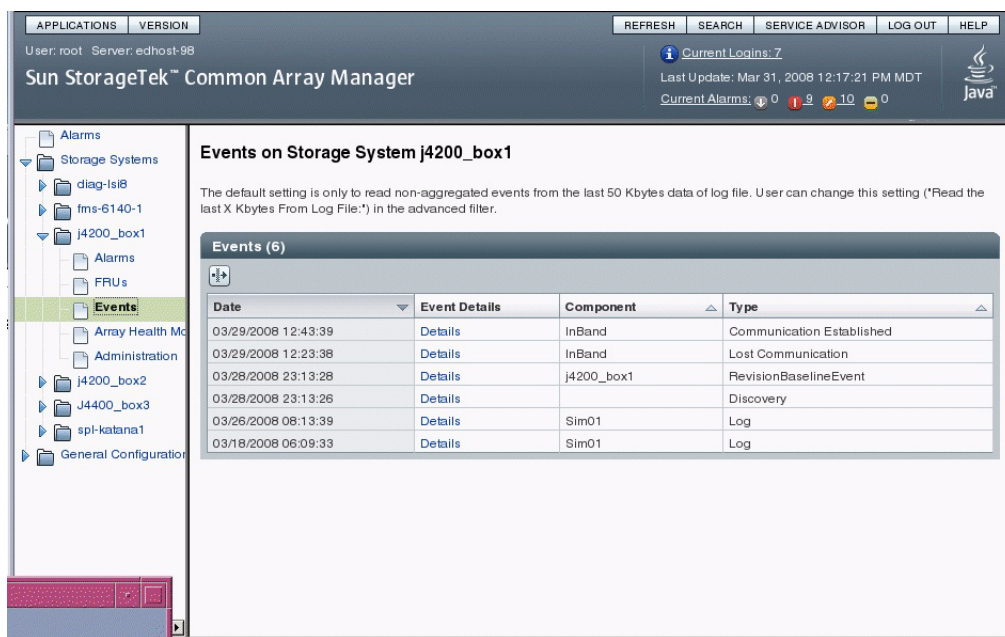 APPLICATIONS VERSION REFRESH SEARCH SERVICE ADVISOR LOG OUT HELP
User: root Server: edhost-98
Current Logins: 7
Sun StorageTek™ Common Array Manager
Last Update: Mar 31, 2008 12:17:21 PM MDT
Current Alarms: 0 9 10 0
Java™
Alarms
Storage Systems
diag-lsi8
fms-6140-1
j4200_box1
Alarms
FRUs
Events
Array Health Mo
Administration
j4200_box2
J4400_box3
spl-katana1
General Configuration
Events on Storage System j4200_box1
The default setting is only to read non-aggregated events from the last 50 Kbytes data of log file. User can change this setting ("Read the
last X Kbytes From Log File:") in the advanced filter.
Events (6)
Date Event Details Component Type
03/29/2008 12:43:39 Details InBand Communication Established
03/29/2008 12:23:38 Details InBand Lost Communication
03/28/2008 23:13:28 Details j4200_box1 RevisionBaselineEvent
03/28/2008 23:13:26 Details Discovery
03/26/2008 08:13:39 Details Sim01 Log
03/18/2008 06:09:33 Details Sim01 Log